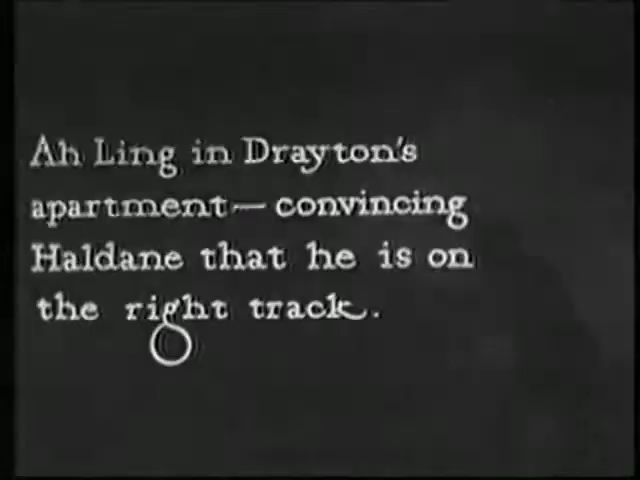 Ah Ling in Drayton's
apartment — convincing
Haldane that he is on
the right track.